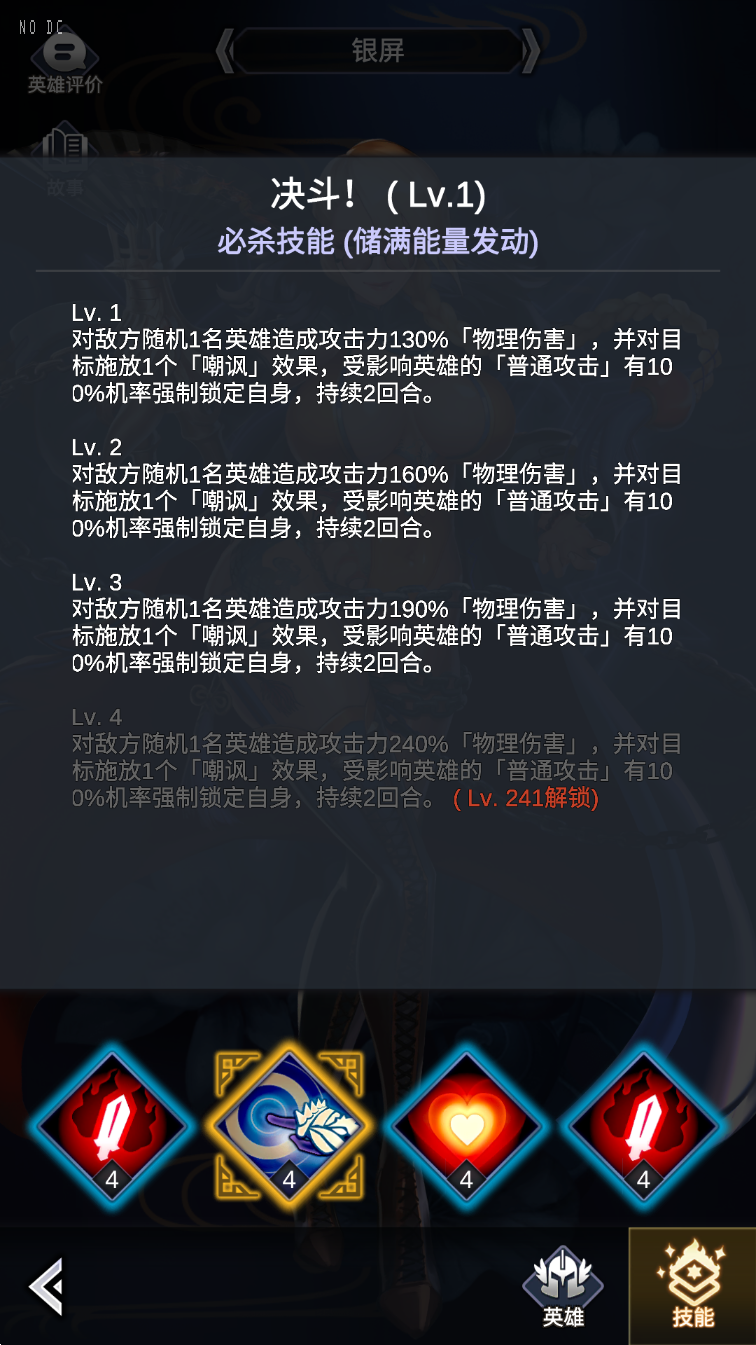 NO DC
银屏
英雄评价
故事
决斗！ ( Lv.1)
必杀技能 (储满能量发动)
Lv. 1
对敌方随机1名英雄造成攻击力130%「物理伤害」，并对目
标施放1个「嘲讽」效果，受影响英雄的「普通攻击」有10
0%机率强制锁定自身，持续2回合。
Lv. 2
对敌方随机1名英雄造成攻击力160%「物理伤害」，并对目
标施放1个「嘲讽」效果，受影响英雄的「普通攻击」有10
0%机率强制锁定自身，持续2回合。
Lv. 3
对敌方随机1名英雄造成攻击力190%「物理伤害」，并对目
标施放1个「嘲讽」效果，受影响英雄的「普通攻击」有10
0%机率强制锁定自身，持续2回合。
Lv. 4
对敌方随机1名英雄造成攻击力240%「物理伤害」，并对目
标施放1个「嘲讽」效果，受影响英雄的「普通攻击」有10
0%机率强制锁定自身，持续2回合。 ( Lv. 241解锁)
4 4 4 4
英雄 技能